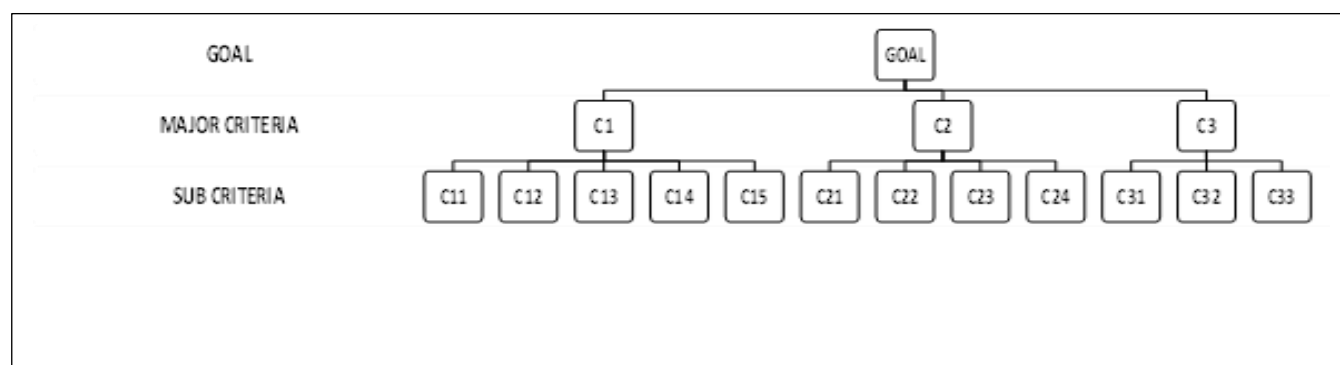 GOAL GOAL
MAJOR CRITERIA C1 C2 C3
SUB CRITERIA C11 C12 C13 C14 C15 C21 C22 C23 C24 C31 C32 C33